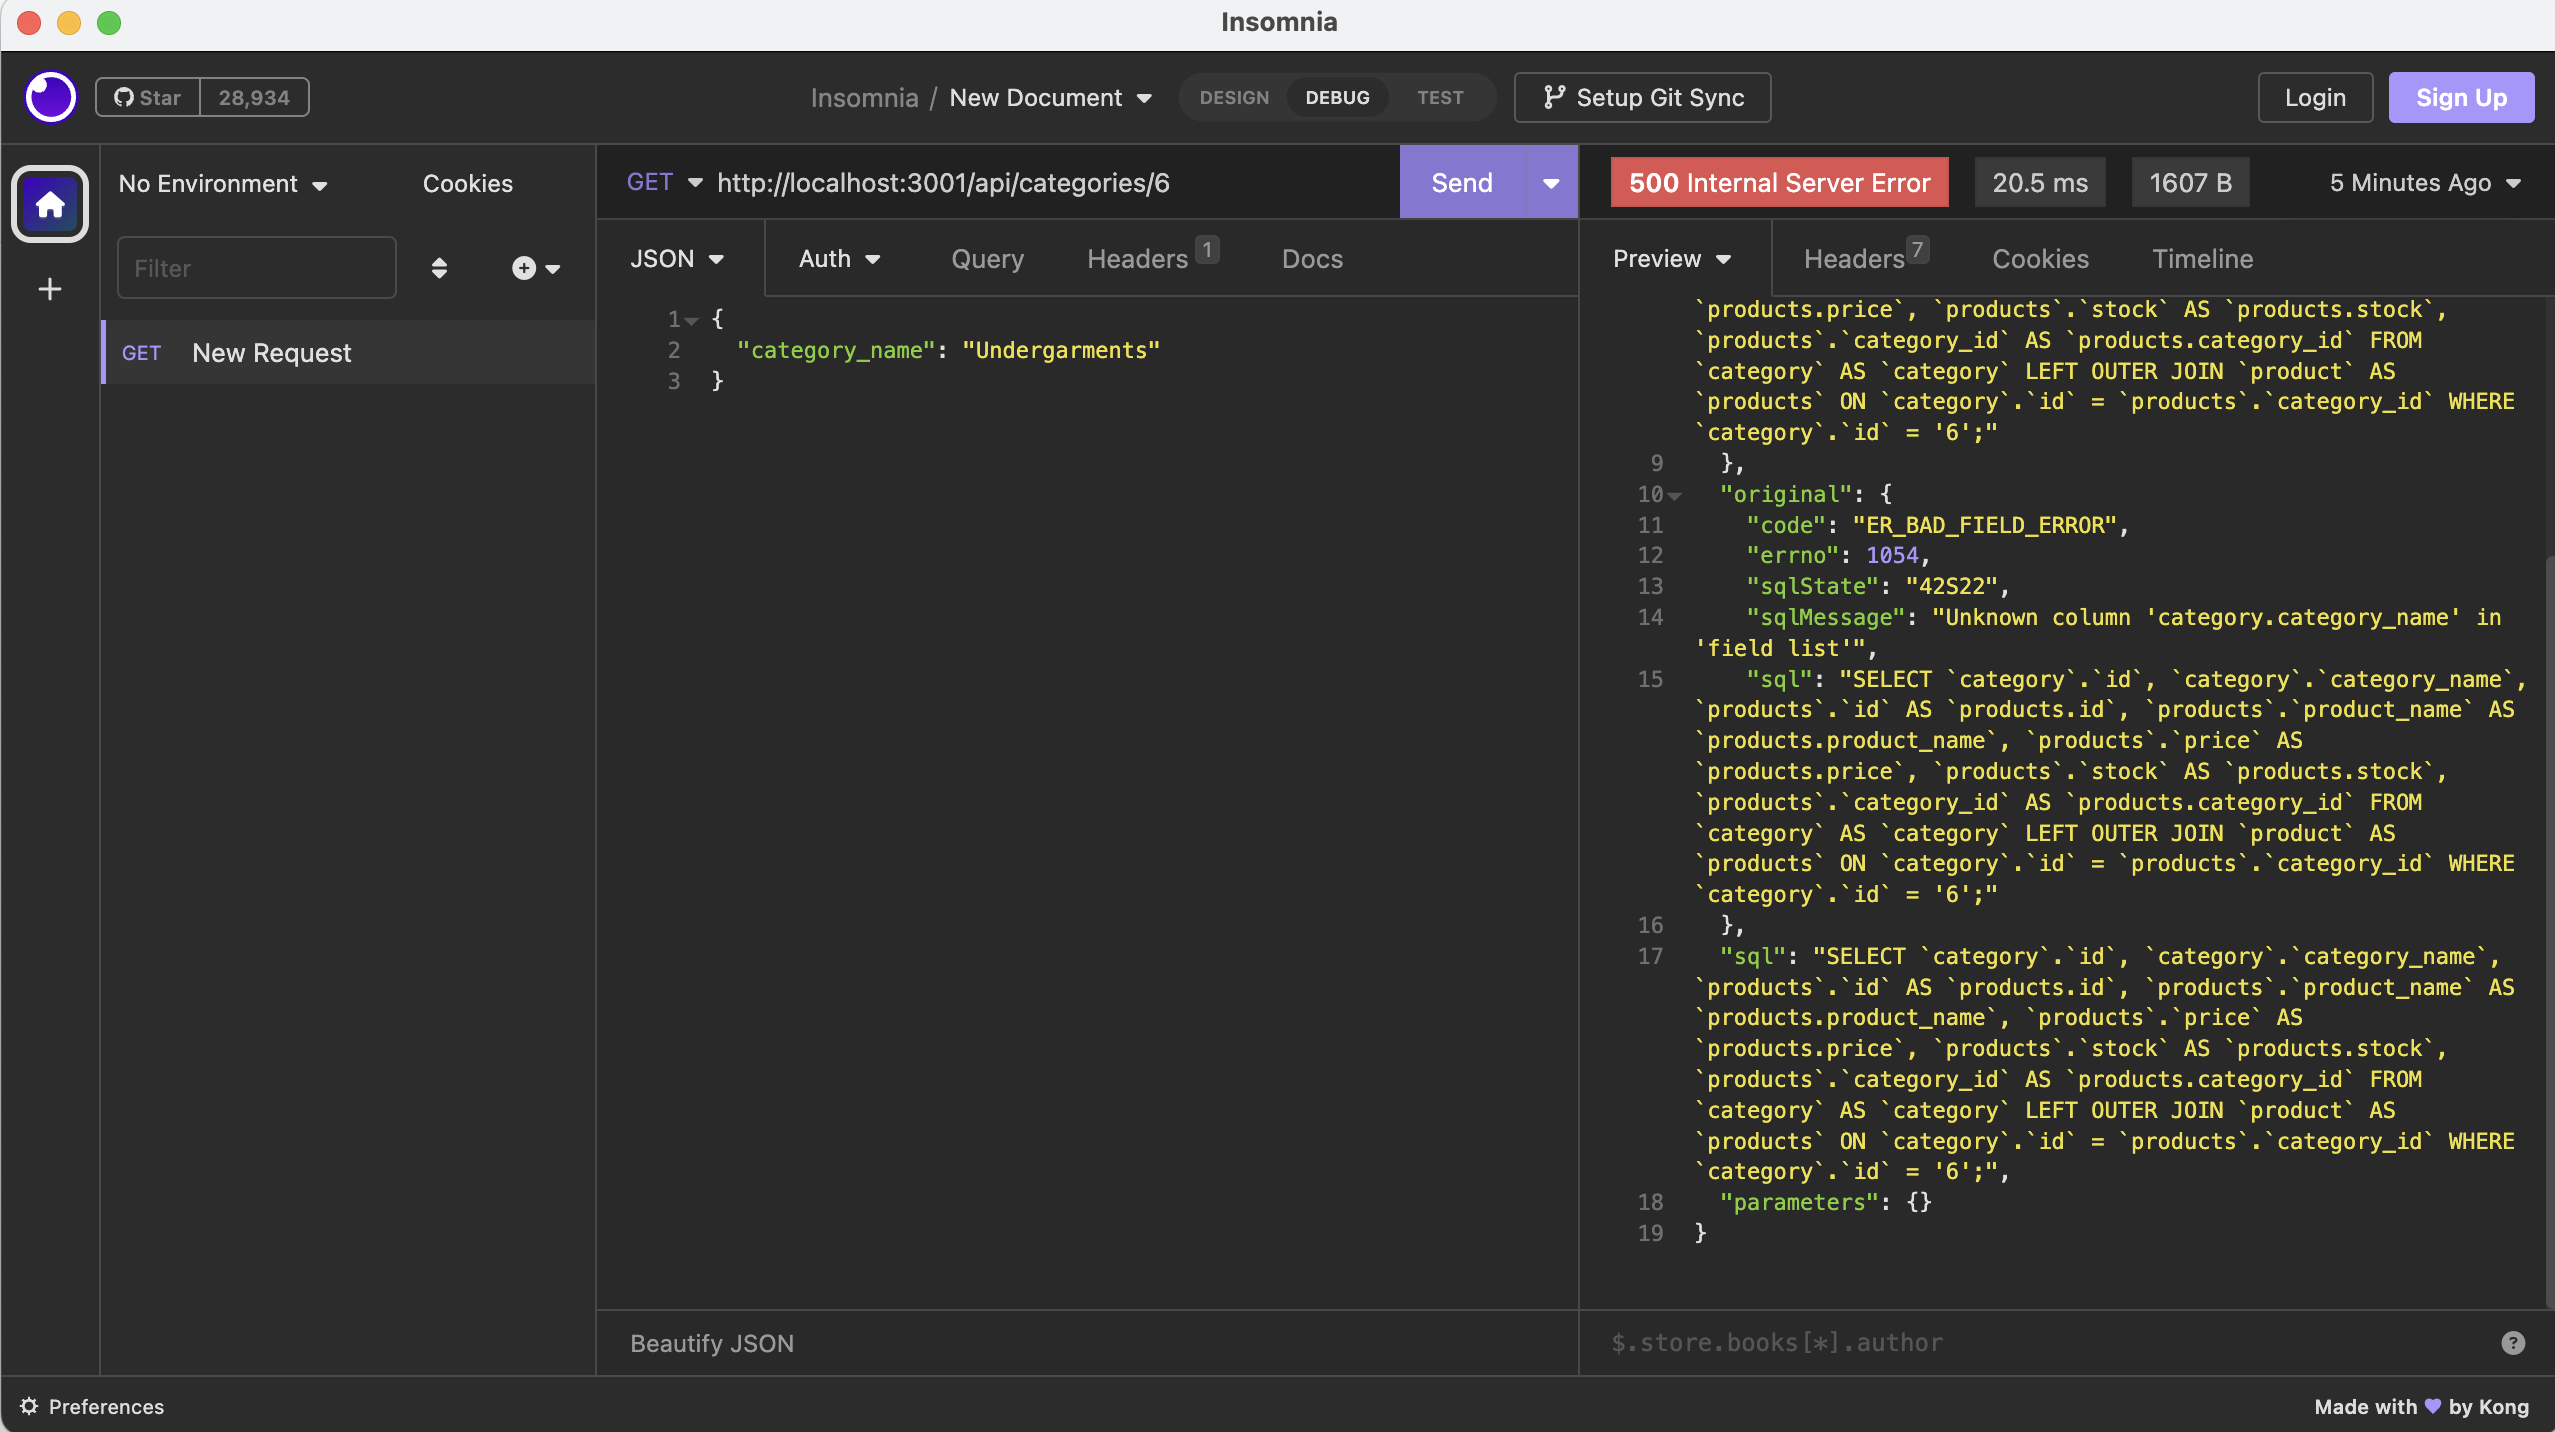 Insomnia
Star 28,934
Insomnia / New Document
DESIGN DEBUG TEST
Setup Git Sync
Login
Sign Up
No Environment
Cookies
Filter
GET New Request
GET http://localhost:3001/api/categories/6
Send
JSON Auth Query Headers 1 Docs
1 {
2 "category_name": "Undergarments"
3 }
Beautify JSON
500 Internal Server Error
20.5 ms
1607 B
5 Minutes Ago
Preview Headers 7 Cookies Timeline
`products.price`, `products`.`stock` AS `products.stock`,
`products`.`category_id` AS `products.category_id` FROM
`category` AS `category` LEFT OUTER JOIN `product` AS
`products` ON `category`.`id` = `products`.`category_id` WHERE
`category`.`id` = '6';"
9 },
10 "original": {
11 "code": "ER_BAD_FIELD_ERROR",
12 "errno": 1054,
13 "sqlState": "42S22",
14 "sqlMessage": "Unknown column 'category.category_name' in
'field list'",
15 "sql": "SELECT `category`.`id`, `category`.`category_name`,
`products`.`id` AS `products.id`, `products`.`product_name` AS
`products.product_name`, `products`.`price` AS
`products.price`, `products`.`stock` AS `products.stock`,
`products`.`category_id` AS `products.category_id` FROM
`category` AS `category` LEFT OUTER JOIN `product` AS
`products` ON `category`.`id` = `products`.`category_id` WHERE
`category`.`id` = '6';"
16 },
17 "sql": "SELECT `category`.`id`, `category`.`category_name`,
`products`.`id` AS `products.id`, `products`.`product_name` AS
`products.product_name`, `products`.`price` AS
`products.price`, `products`.`stock` AS `products.stock`,
`products`.`category_id` AS `products.category_id` FROM
`category` AS `category` LEFT OUTER JOIN `product` AS
`products` ON `category`.`id` = `products`.`category_id` WHERE
`category`.`id` = '6';",
18 "parameters": {}
19 }
$.store.books[*].author
?
Preferences
Made with 💜 by Kong